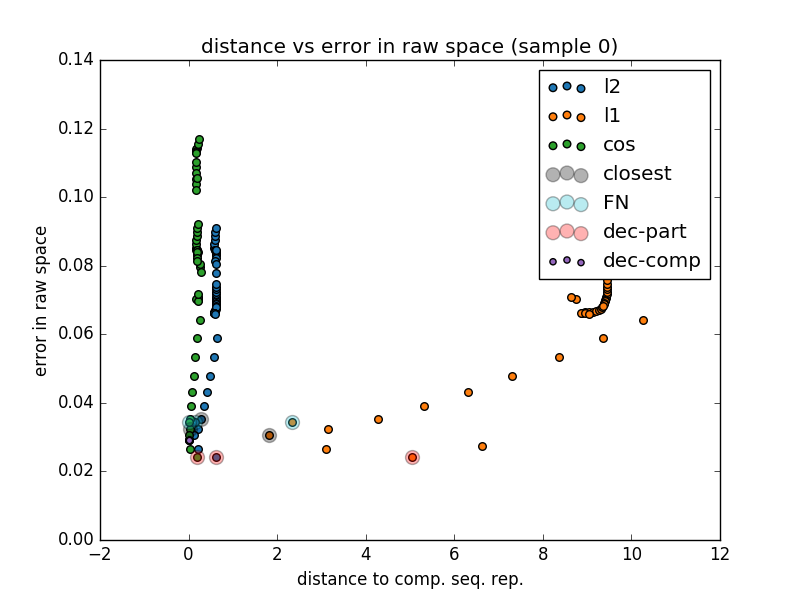 distance vs error in raw space (sample 0)
0.14
0.12
0.10
0.08
0.06
0.04
0.02
0.00
error in raw space
l2
l1
cos
closest
FN
dec-part
dec-comp
−2
0
2
4
6
8
10
12
distance to comp. seq. rep.